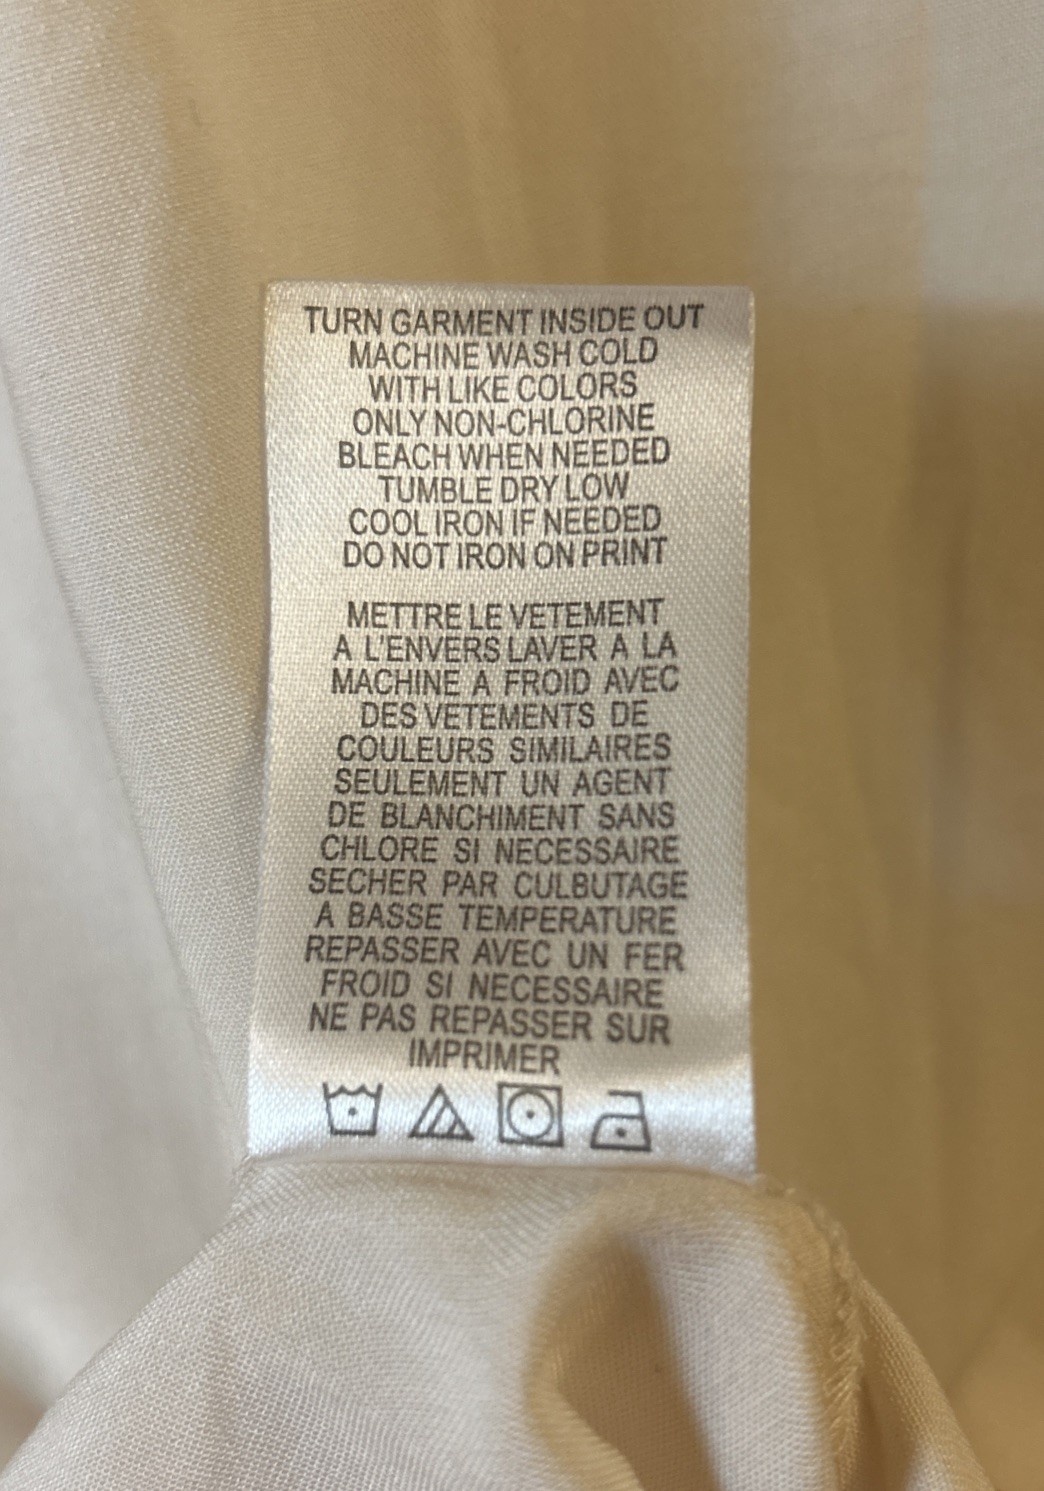 TURN GARMENT INSIDE OUT
MACHINE WASH COLD
WITH LIKE COLORS
ONLY NON-CHLORINE
BLEACH WHEN NEEDED
TUMBLE DRY LOW
COOL IRON IF NEEDED
DO NOT IRON ON PRINT
METTRE LE VETEMENT
A L'ENVERS LAVER A LA
MACHINE A FROID AVEC
DES VETEMENTS DE
COULEURS SIMILAIRES
SEULEMENT UN AGENT
DE BLANCHIMENT SANS
CHLORE SI NECESSAIRE
SECHER PAR CULBUTAGE
A BASSE TEMPERATURE
REPASSER AVEC UN FER
FROID SI NECESSAIRE
NE PAS REPASSER SUR
IMPRIMER